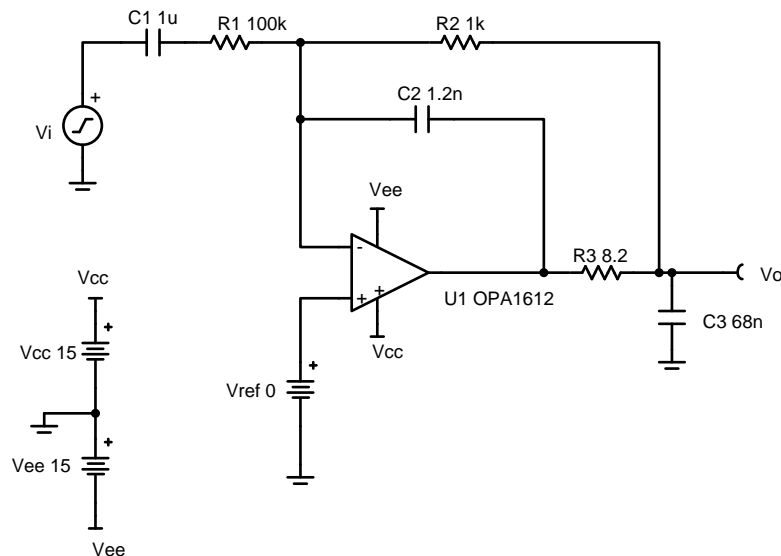 C1 1u
R1 100k
R2 1k
C2 1.2n
+
Vi
Vee
-
+
+
U1 OPA1612
Vcc
R3 8.2
Vo
C3 68n
Vref 0
+
Vcc
+
Vcc 15
+
Vee 15
Vee